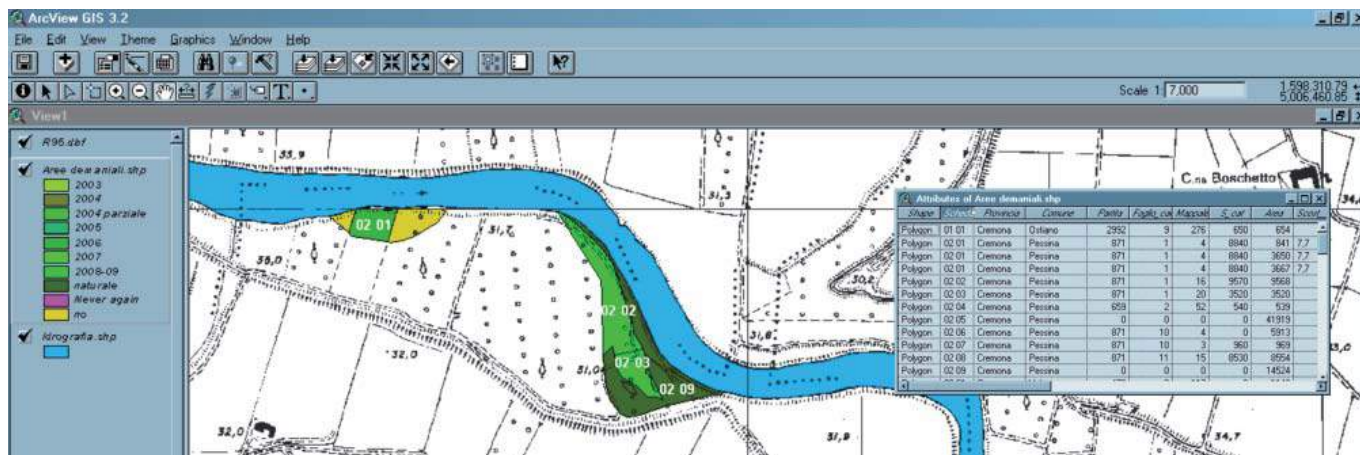 ArcView GIS 3.2
File Edit View Theme Graphics Window Help
Scale 1: 7,000
1,598,310.79
5,006,460.85
View1
R95.dbf
Aree demaniali.shp
2003
2004
2004 parziale
2005
2006
2007
2008-09
naturale
Never again
no
Idrografia.shp
33,9
02 01
31,7
35,0
31,3
30,2
C.na Boschetto
02 02
31,8
32,0
02 03
31,0
02 09
32,0
31,9
34,7
Attributes of Aree demaniali.shp
Shape Provincia Comune Partita Foglio_cat Mappale Area
Polygon 01 01 Cremona Ostiano 2992 9 276 650 654
Polygon 02 01 Cremona Pessina 871 1 4 8840 841 7,7
Polygon 02 01 Cremona Pessina 871 1 4 8840 3650 7,7
Polygon 02 01 Cremona Pessina 871 1 4 8840 3667 7,7
Polygon 02 02 Cremona Pessina 871 1 16 9570 9568
Polygon 02 03 Cremona Pessina 871 1 20 3520 3520
Polygon 02 04 Cremona Pessina 659 2 52 540 539
Polygon 02 05 Cremona Pessina 0 0 0 0 41919
Polygon 02 06 Cremona Pessina 871 10 4 0 5913
Polygon 02 07 Cremona Pessina 871 10 3 960 969
Polygon 02 08 Cremona Pessina 871 11 15 8530 8554
Polygon 02 09 Cremona Pessina 0 0 0 0 14524